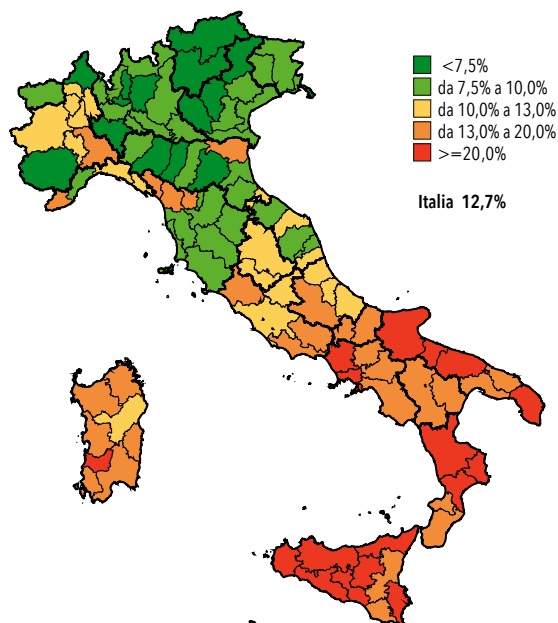 <7,5%
da 7,5% a 10,0%
da 10,0% a 13,0%
da 13,0% a 20,0%
>=20,0%
Italia 12,7%